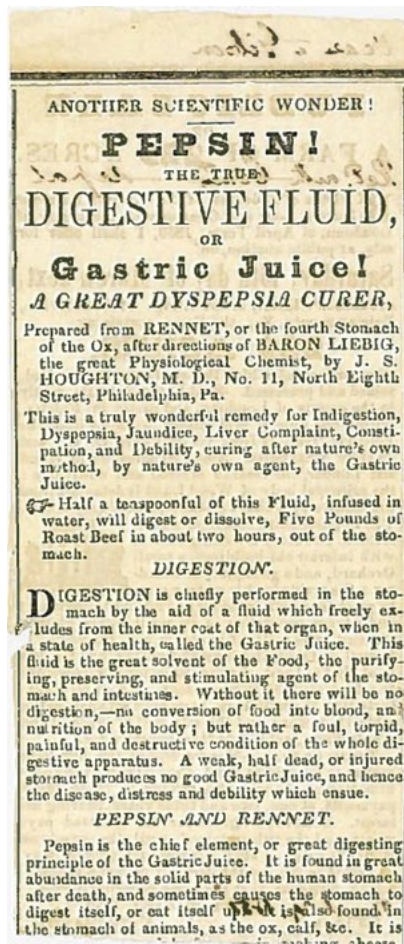 ANOTHER SCIENTIFIC WONDER!
PEPSIN!
THE TRUE
DIGESTIVE FLUID,
OR
Gastric Juice!
A GREAT DYSPEPSIA CURER,
Prepared from RENNET, or the fourth Stomach
of the Ox, after directions of BARON LIEBIG,
the great Physiological Chemist, by J. S.
HOUGHTON, M. D., No. 11, North Eighth
Street, Philadelphia, Pa.
This is a truly wonderful remedy for Indigestion,
Dyspepsia, Jaundice, Liver Complaint, Consti-
pation, and Debility, curing after nature's own
method, by nature's own agent, the Gastric
Juice.
☞ Half a teaspoonful of this Fluid, infused in
water, will digest or dissolve, Five Pounds of
Roast Beef in about two hours, out of the sto-
mach.
DIGESTION.
DIGESTION is chiefly performed in the sto-
mach by the aid of a fluid which freely ex-
udes from the inner coat of that organ, when in
a state of health, called the Gastric Juice. This
fluid is the great solvent of the Food, the purify-
ing, preserving, and stimulating agent of the sto-
mach and intestines. Without it there will be no
digestion,—no conversion of food into blood, and
nutrition of the body; but rather a foul, torpid,
painful, and destructive condition of the whole di-
gestive apparatus. A weak, half dead, or injured
stomach produces no good Gastric Juice, and hence
the disease, distress and debility which ensue.
PEPSIN AND RENNET.
Pepsin is the chief element, or great digesting
principle of the Gastric Juice. It is found in great
abundance in the solid parts of the human stomach
after death, and sometimes causes the stomach to
digest itself, or eat itself up. It is also found in
the stomach of animals, as the ox, calf, &c. It is